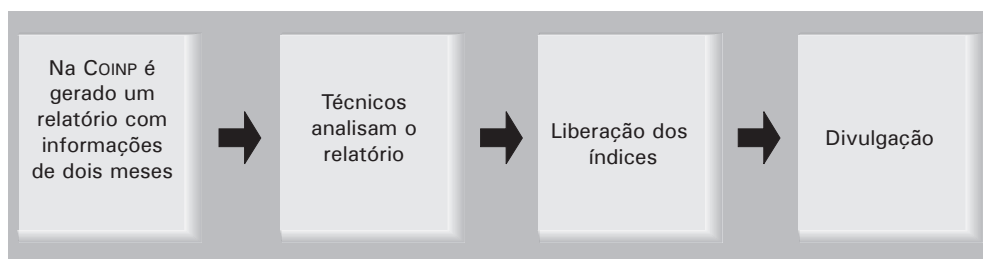 Na COINP é
gerado um
relatório com
informações
de dois meses
Técnicos
analisam o
relatório
Liberação dos
índices
Divulgação